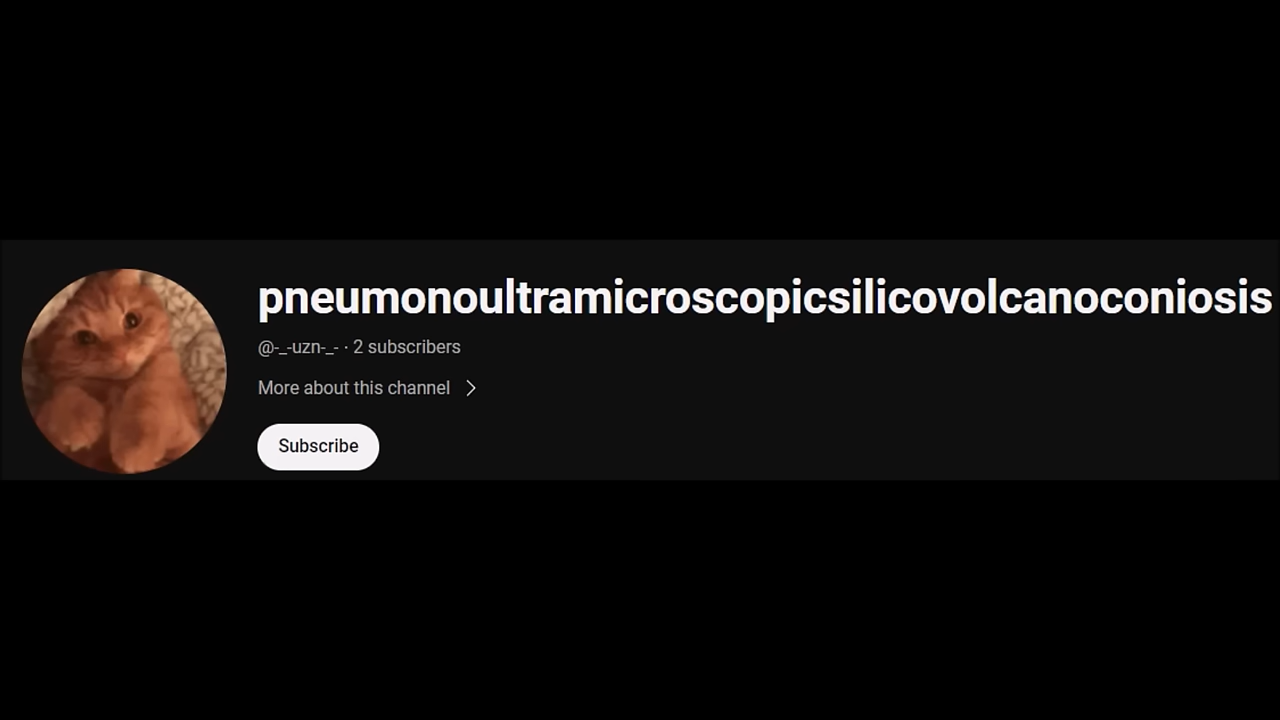 pneumonoultramicroscopicsilicovolcanoconiosis
@-_-uzn-_- · 2 subscribers
More about this channel
Subscribe